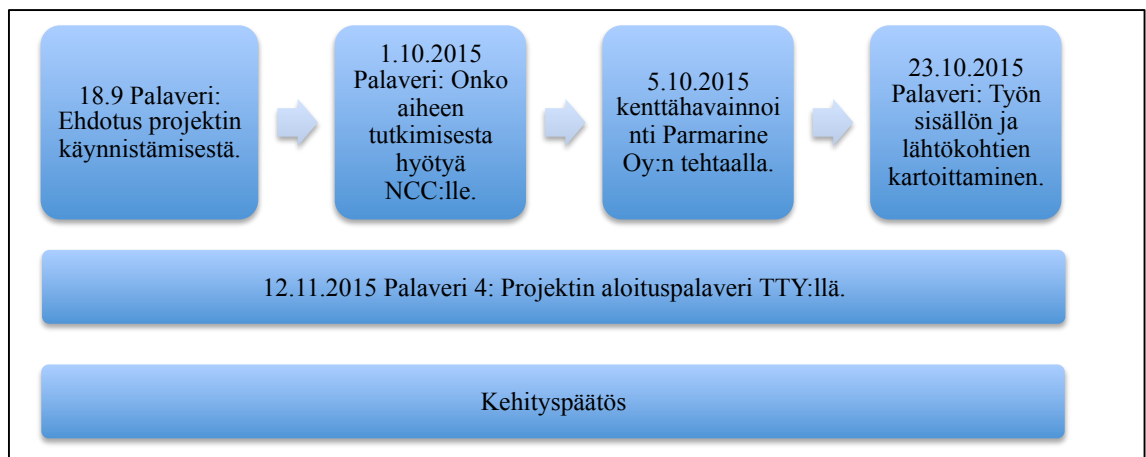 18.9 Palaveri:
Ehdotus projektin
käynnistämisestä.
1.10.2015
Palaveri: Onko
aiheen
tutkimisesta
hyötyä
NCC:lle.
5.10.2015
kenttähavainnoi
nti Parmarine
Oy:n tehtaalla.
23.10.2015
Palaveri: Työn
sisällön ja
lähtökohtien
kartoittaminen.
12.11.2015 Palaveri 4: Projektin aloituspalaveri TTY:llä.
Kehityspäätös